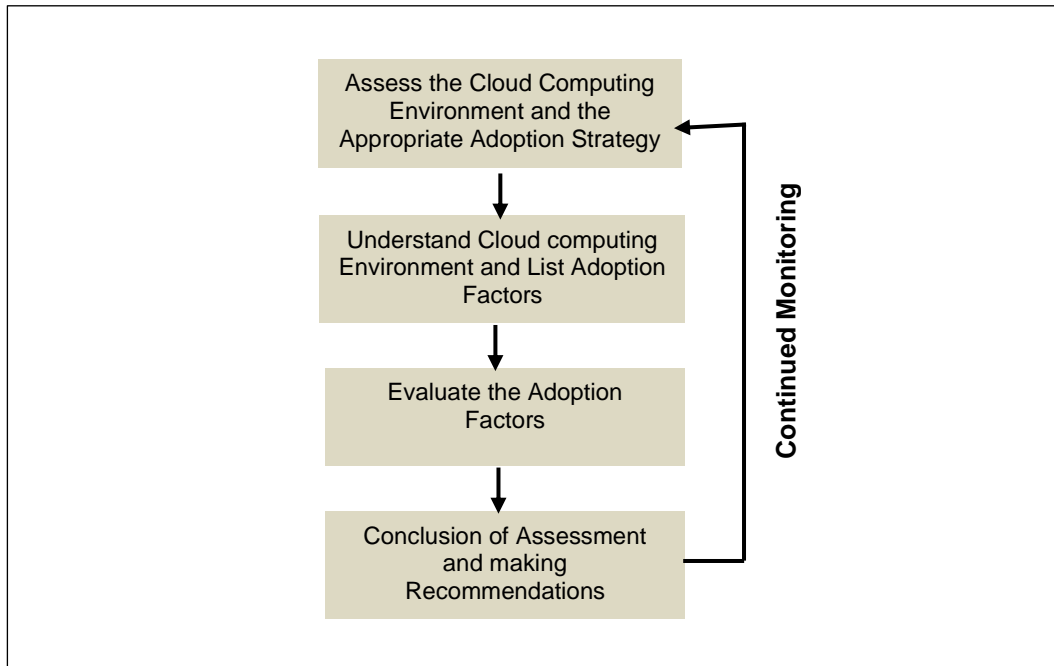 Assess the Cloud Computing
Environment and the
Appropriate Adoption Strategy
Understand Cloud computing
Environment and List Adoption
Factors
Evaluate the Adoption
Factors
Conclusion of Assessment
and making
Recommendations
Continued Monitoring